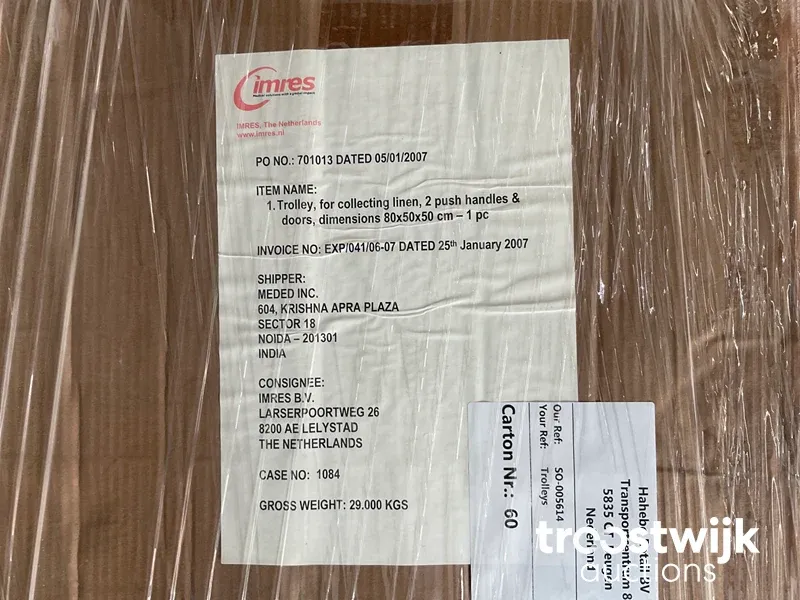 imres
IMRES, The Netherlands
www.imres.nl
PO NO.: 701013 DATED 05/01/2007
ITEM NAME:
1. Trolley, for collecting linen, 2 push handles &
doors, dimensions 80x50x50 cm – 1 pc
INVOICE NO: EXP/041/06-07 DATED 25th January 2007
SHIPPER:
MEDED INC.
604, KRISHNA APRA PLAZA
SECTOR 18
NOIDA – 201301
INDIA
CONSIGNEE:
IMRES B.V.
LARSERPOORTWEG 26
8200 AE LELYSTAD
THE NETHERLANDS
CASE NO: 1084
GROSS WEIGHT: 29.000 KGS
BV
8
5835
Nederland
Our Ref: SO-005614
Your Ref: Trolleys
Carton Nr.: 60
troostwijk
auctions